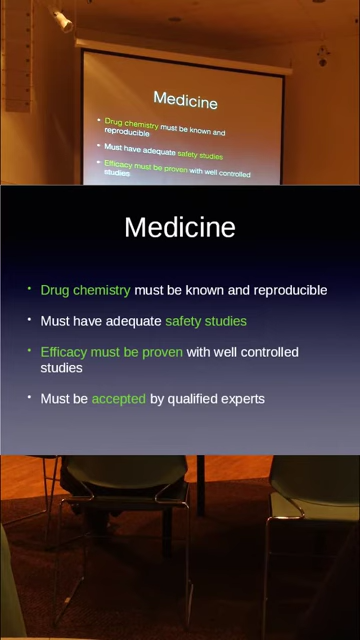 Medicine
• Drug chemistry must be known and
reproducible
• Must have adequate safety studies
• Efficacy must be proven with well controlled
studies
Medicine
• Drug chemistry must be known and reproducible
• Must have adequate safety studies
• Efficacy must be proven with well controlled
studies
• Must be accepted by qualified experts